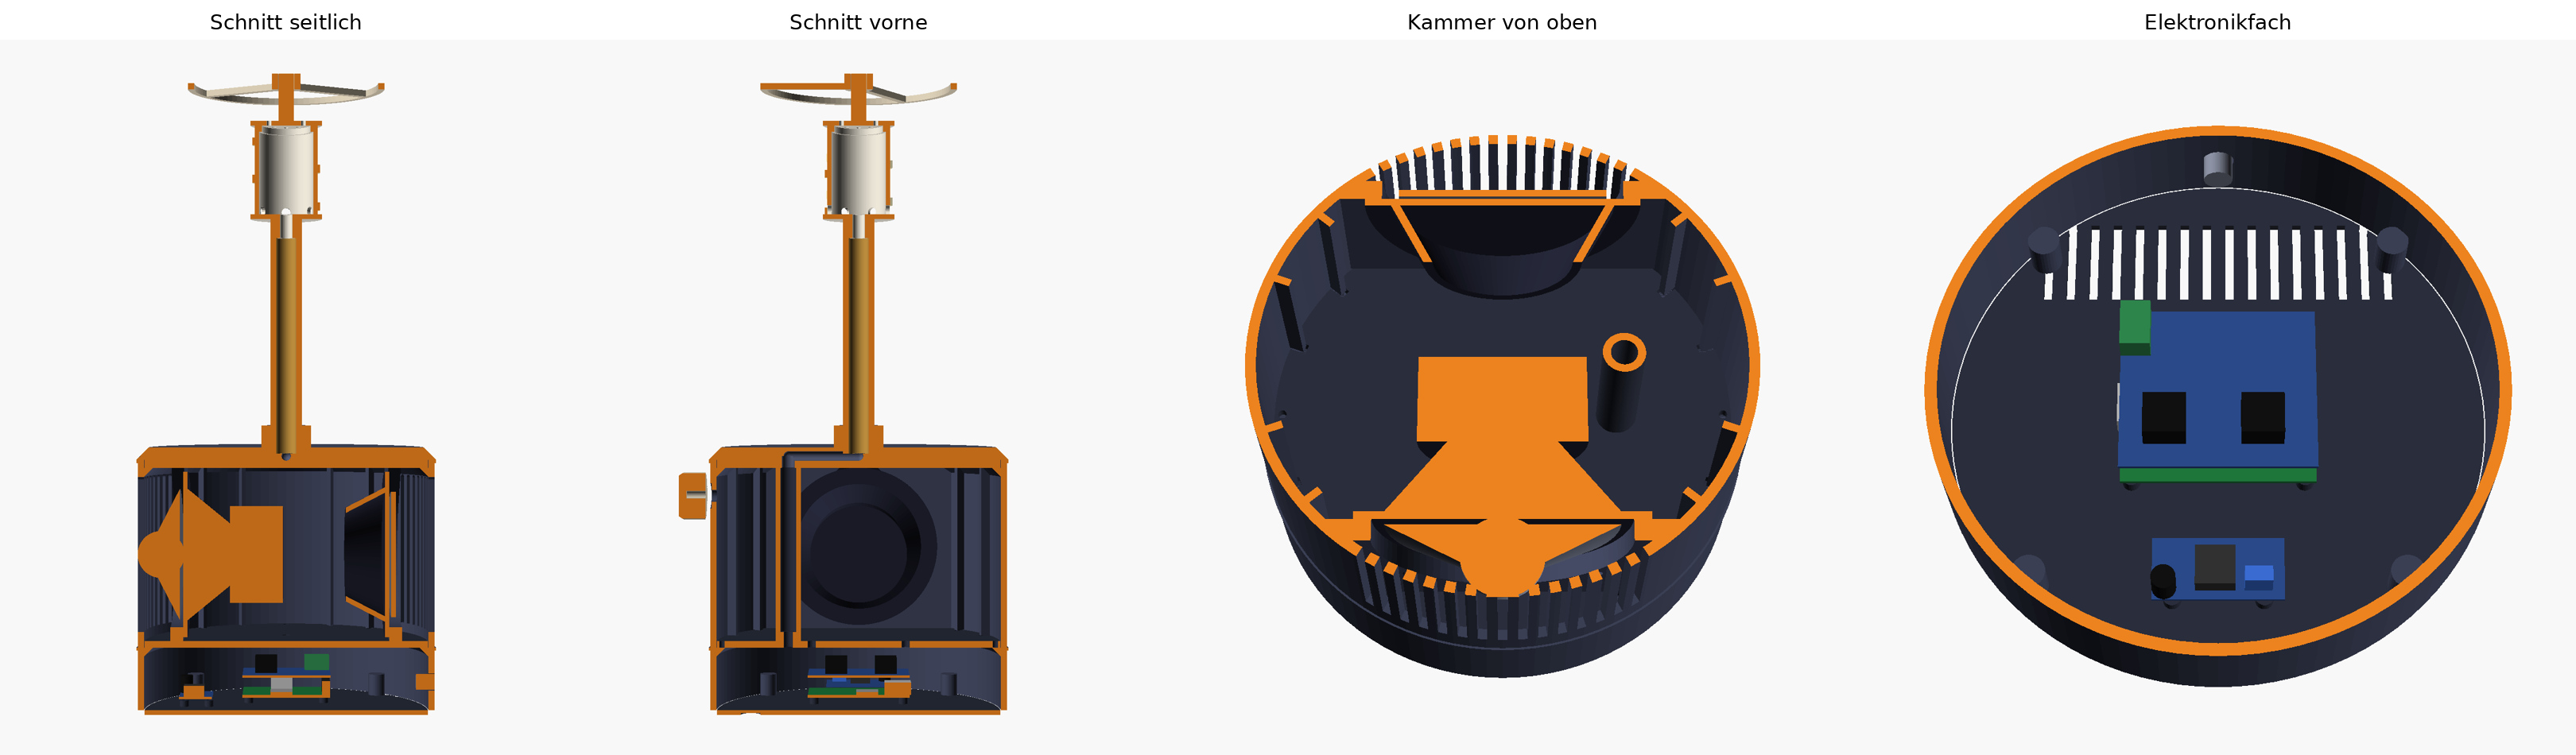 Schnitt seitlich
Schnitt vorne
Kammer von oben
Elektronikfach